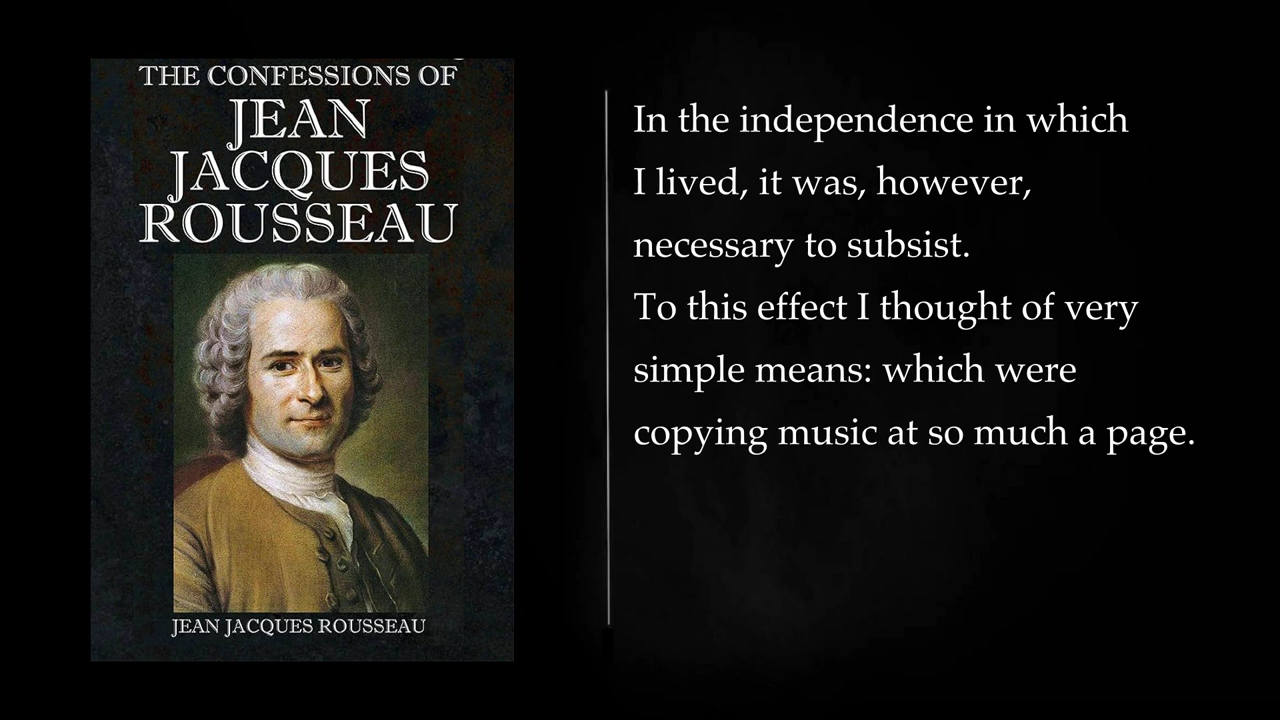 THE CONFESSIONS OF
JEAN
JACQUES
ROUSSEAU
JEAN JACQUES ROUSSEAU
In the independence in which
I lived, it was, however,
necessary to subsist.
To this effect I thought of very
simple means: which were
copying music at so much a page.